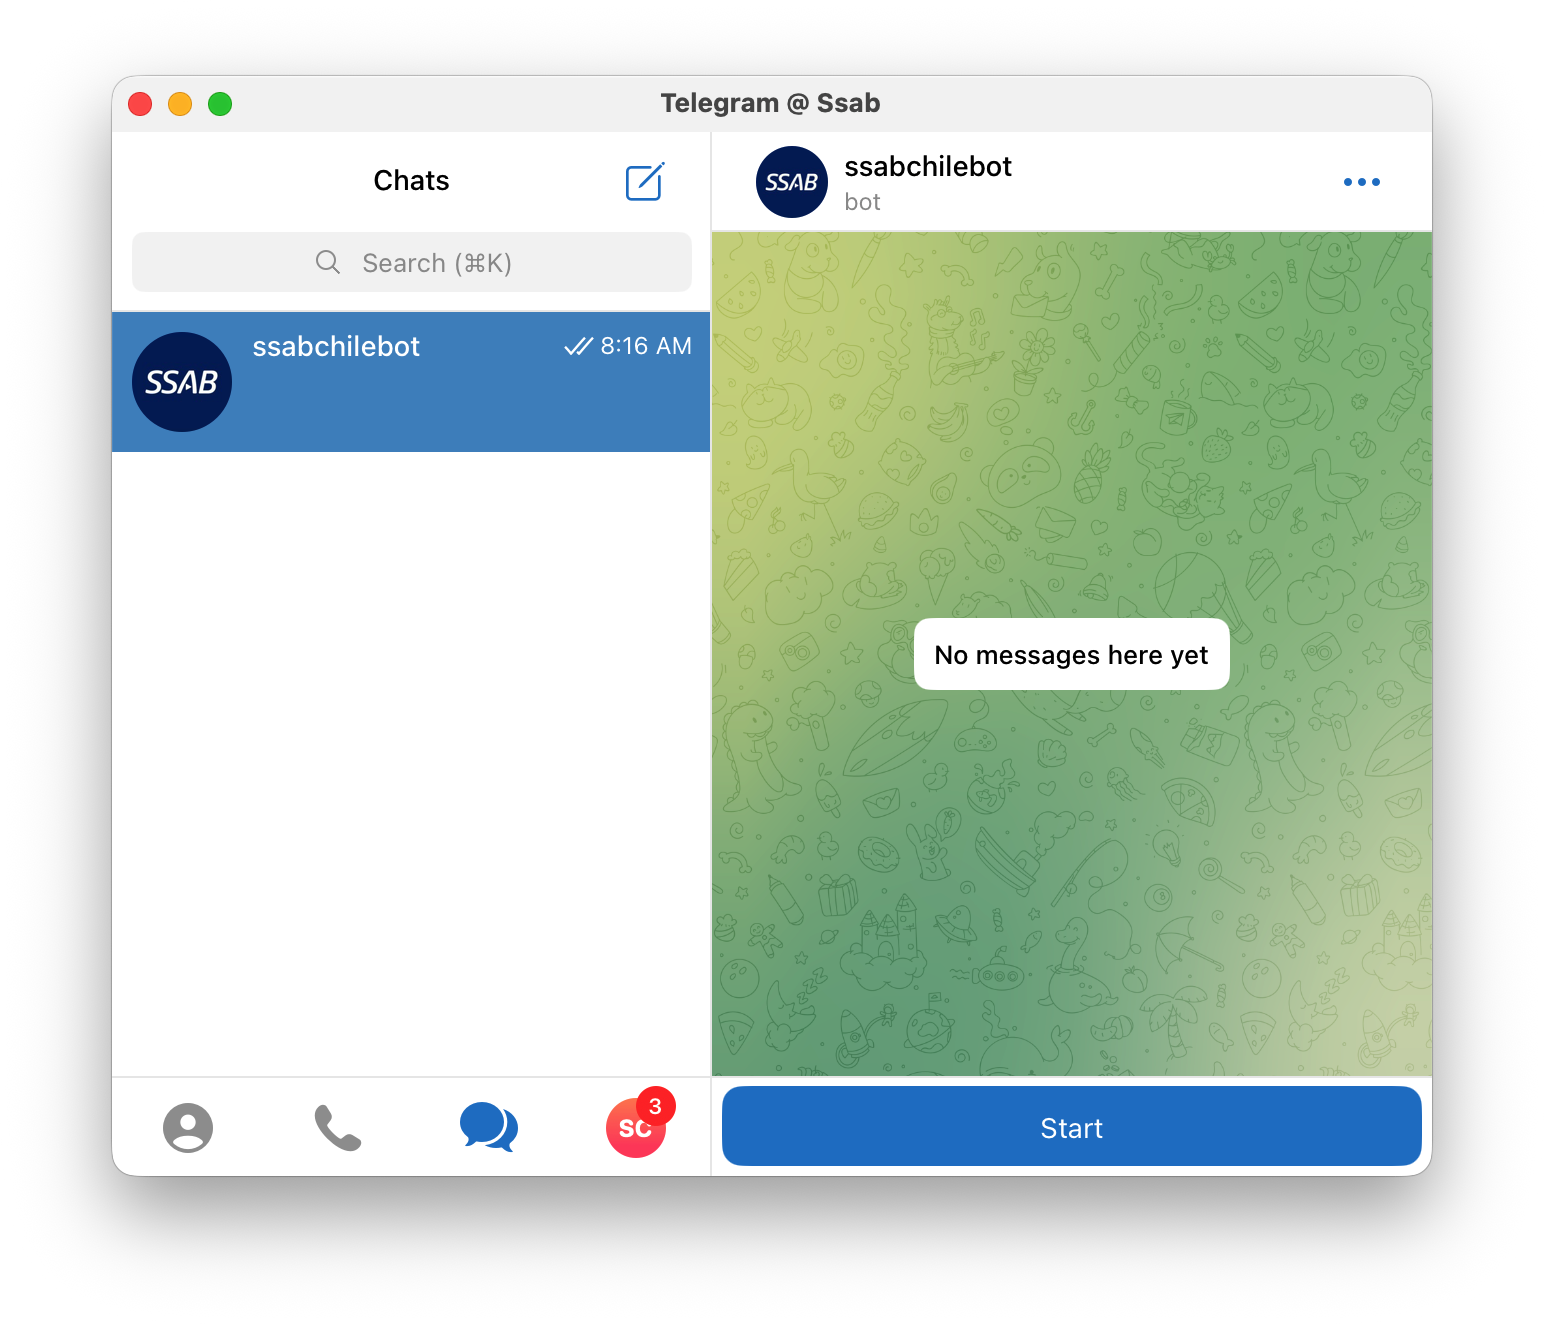 Telegram @ Ssab
Chats
Search (⌘K)
SSAB
ssabchilebot
8:16 AM
SSAB
ssabchilebot
bot
No messages here yet
SC
3
Start